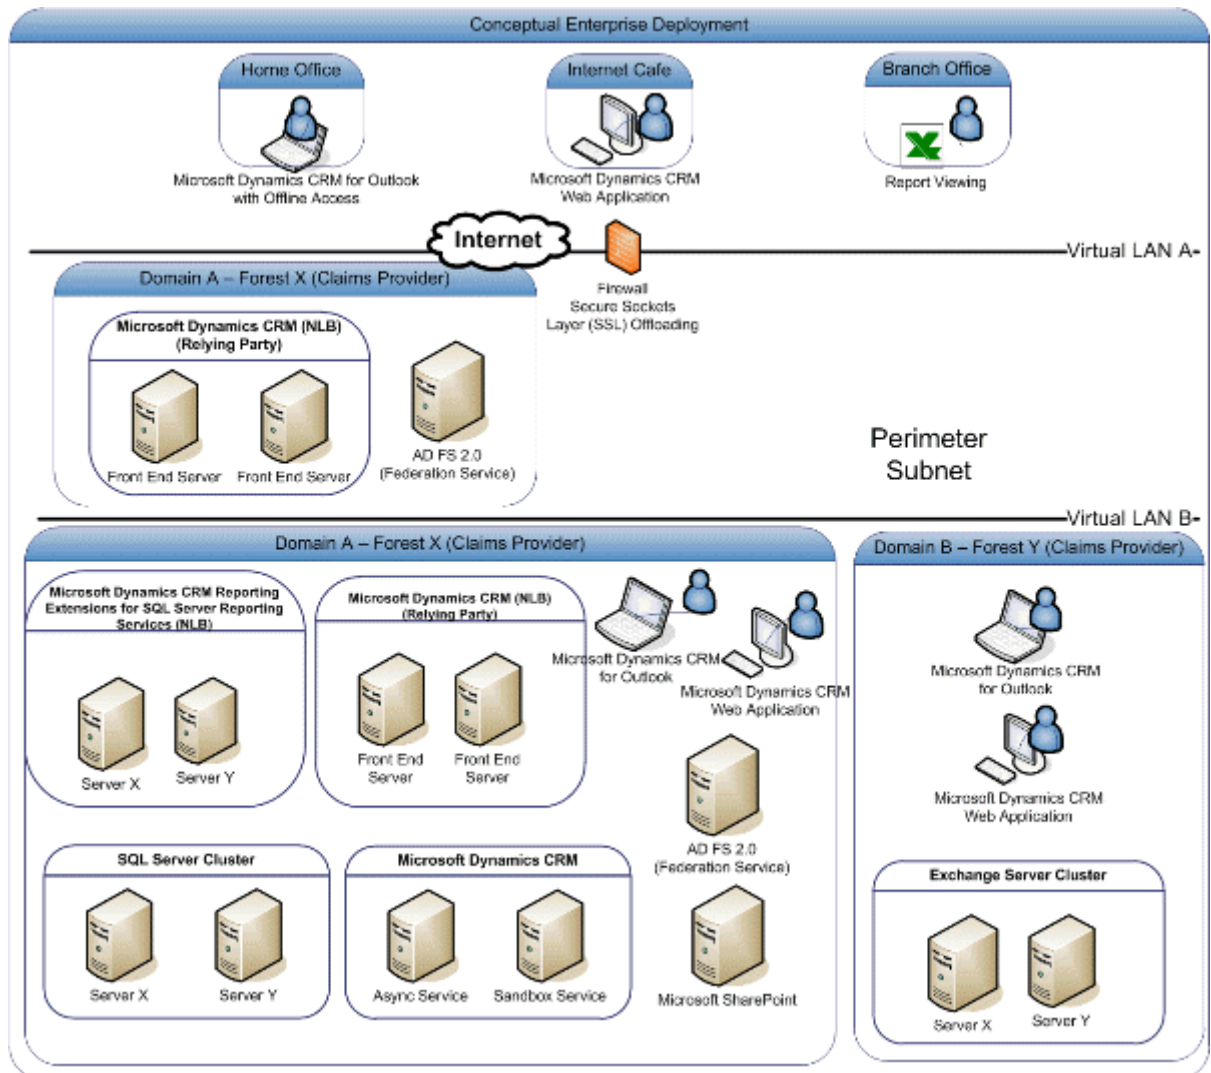 Conceptual Enterprise Deployment
Home Office
Internet Cafe
Branch Office
Microsoft Dynamics CRM for Outlook
with Offline Access
Microsoft Dynamics CRM
Web Application
Report Viewing
Internet
Virtual LAN A
Firewall
Secure Sockets
Layer (SSL) Offloading
Domain A – Forest X (Claims Provider)
Microsoft Dynamics CRM (NLB)
(Relying Party)
Front End Server
Front End Server
AD FS 2.0
(Federation Service)
Perimeter
Subnet
Virtual LAN B
Domain A – Forest X (Claims Provider)
Microsoft Dynamics CRM Reporting
Extensions for SQL Server Reporting
Services (NLB)
Server X
Server Y
Microsoft Dynamics CRM (NLB)
(Relying Party)
Front End
Server
Front End
Server
Microsoft Dynamics CRM
for Outlook
Microsoft Dynamics CRM
Web Application
AD FS 2.0
(Federation Service)
SQL Server Cluster
Server X
Server Y
Microsoft Dynamics CRM
Async Service
Sandbox Service
Microsoft SharePoint
Domain B – Forest Y (Claims Provider)
Microsoft Dynamics CRM
for Outlook
Microsoft Dynamics CRM
Web Application
Exchange Server Cluster
Server X
Server Y